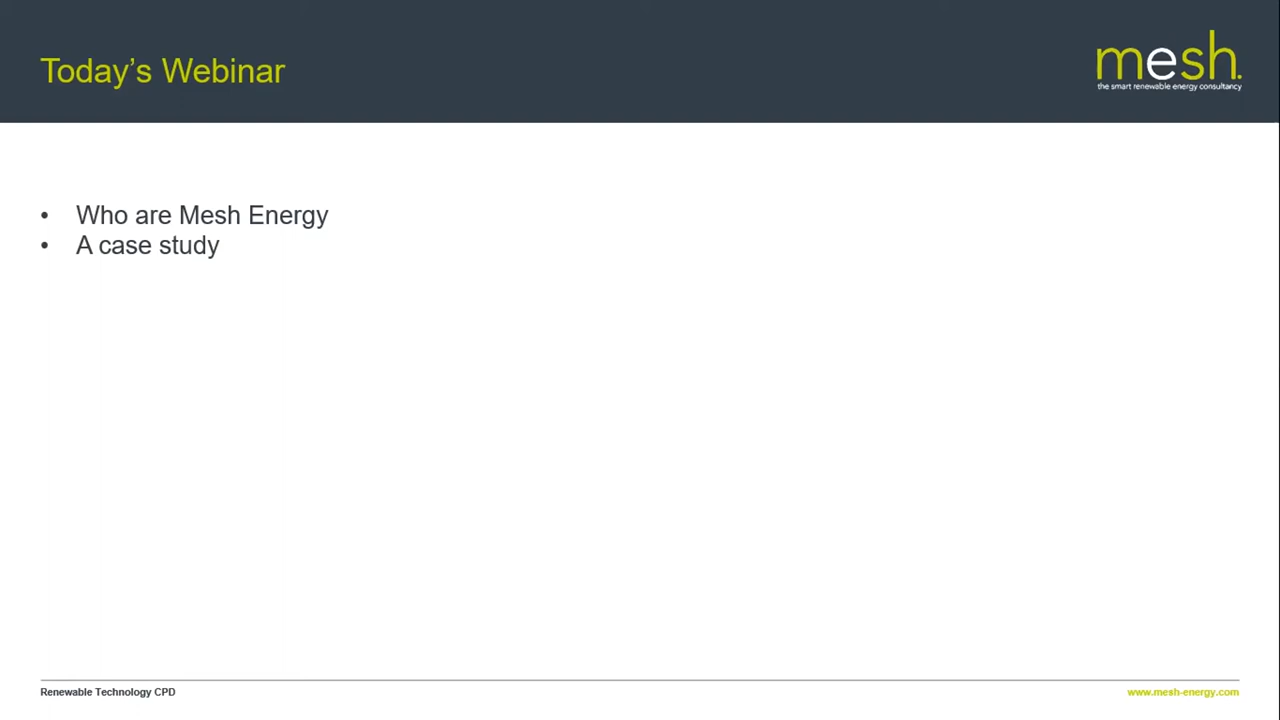 Today's Webinar
mesh.
the smart renewable energy consultancy
• Who are Mesh Energy
• A case study
Renewable Technology CPD
www.mesh-energy.com